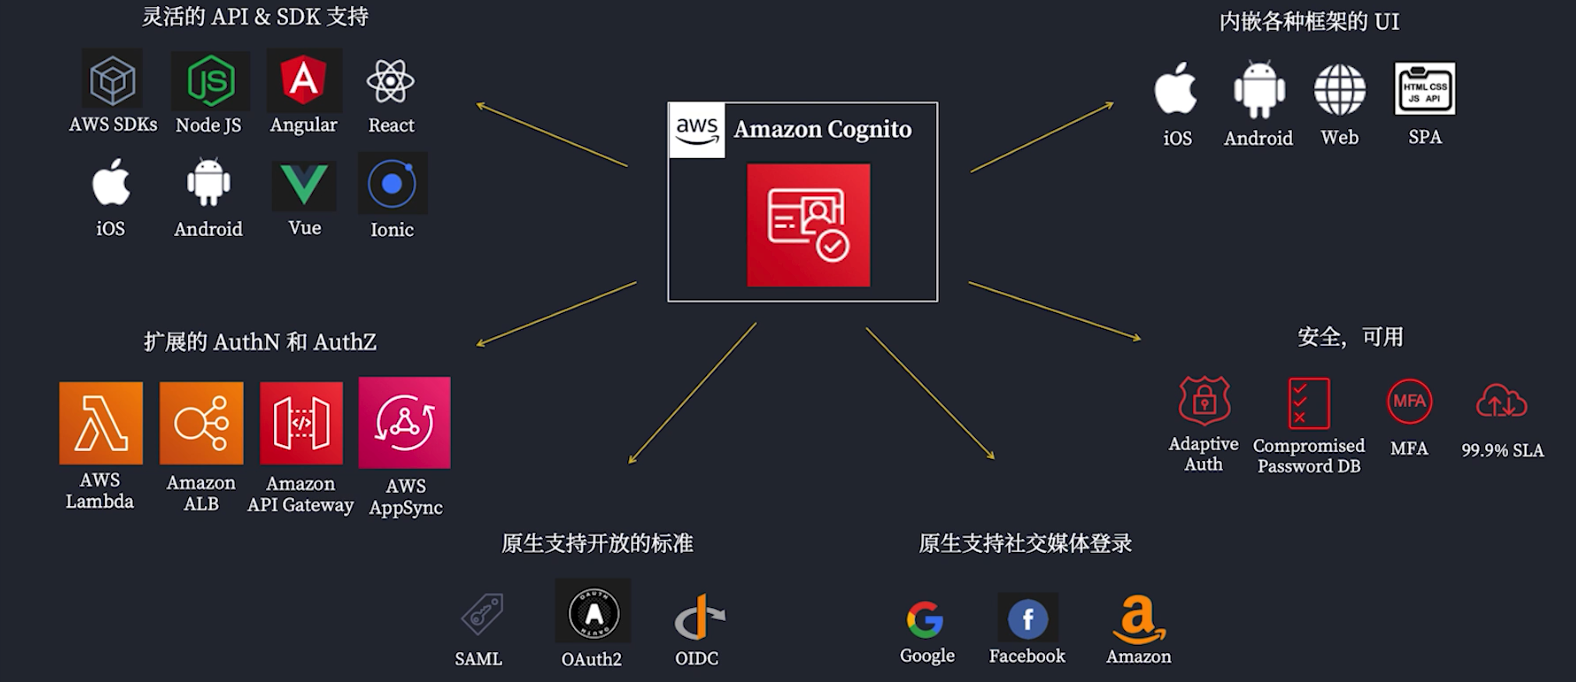 灵活的 API & SDK 支持
AWS SDKs
Node JS
Angular
React
iOS
Android
Vue
Ionic
aws
Amazon Cognito
内嵌各种框架的 UI
iOS
Android
Web
HTML CSS
JS API
SPA
扩展的 AuthN 和 AuthZ
AWS
Lambda
Amazon
ALB
Amazon
API Gateway
AWS
AppSync
安全，可用
Adaptive
Auth
Compromised
Password DB
MFA
MFA
99.9% SLA
原生支持开放的标准
SAML
OAUTH
A
OAUTH
OAuth2
OIDC
原生支持社交媒体登录
Google
Facebook
Amazon